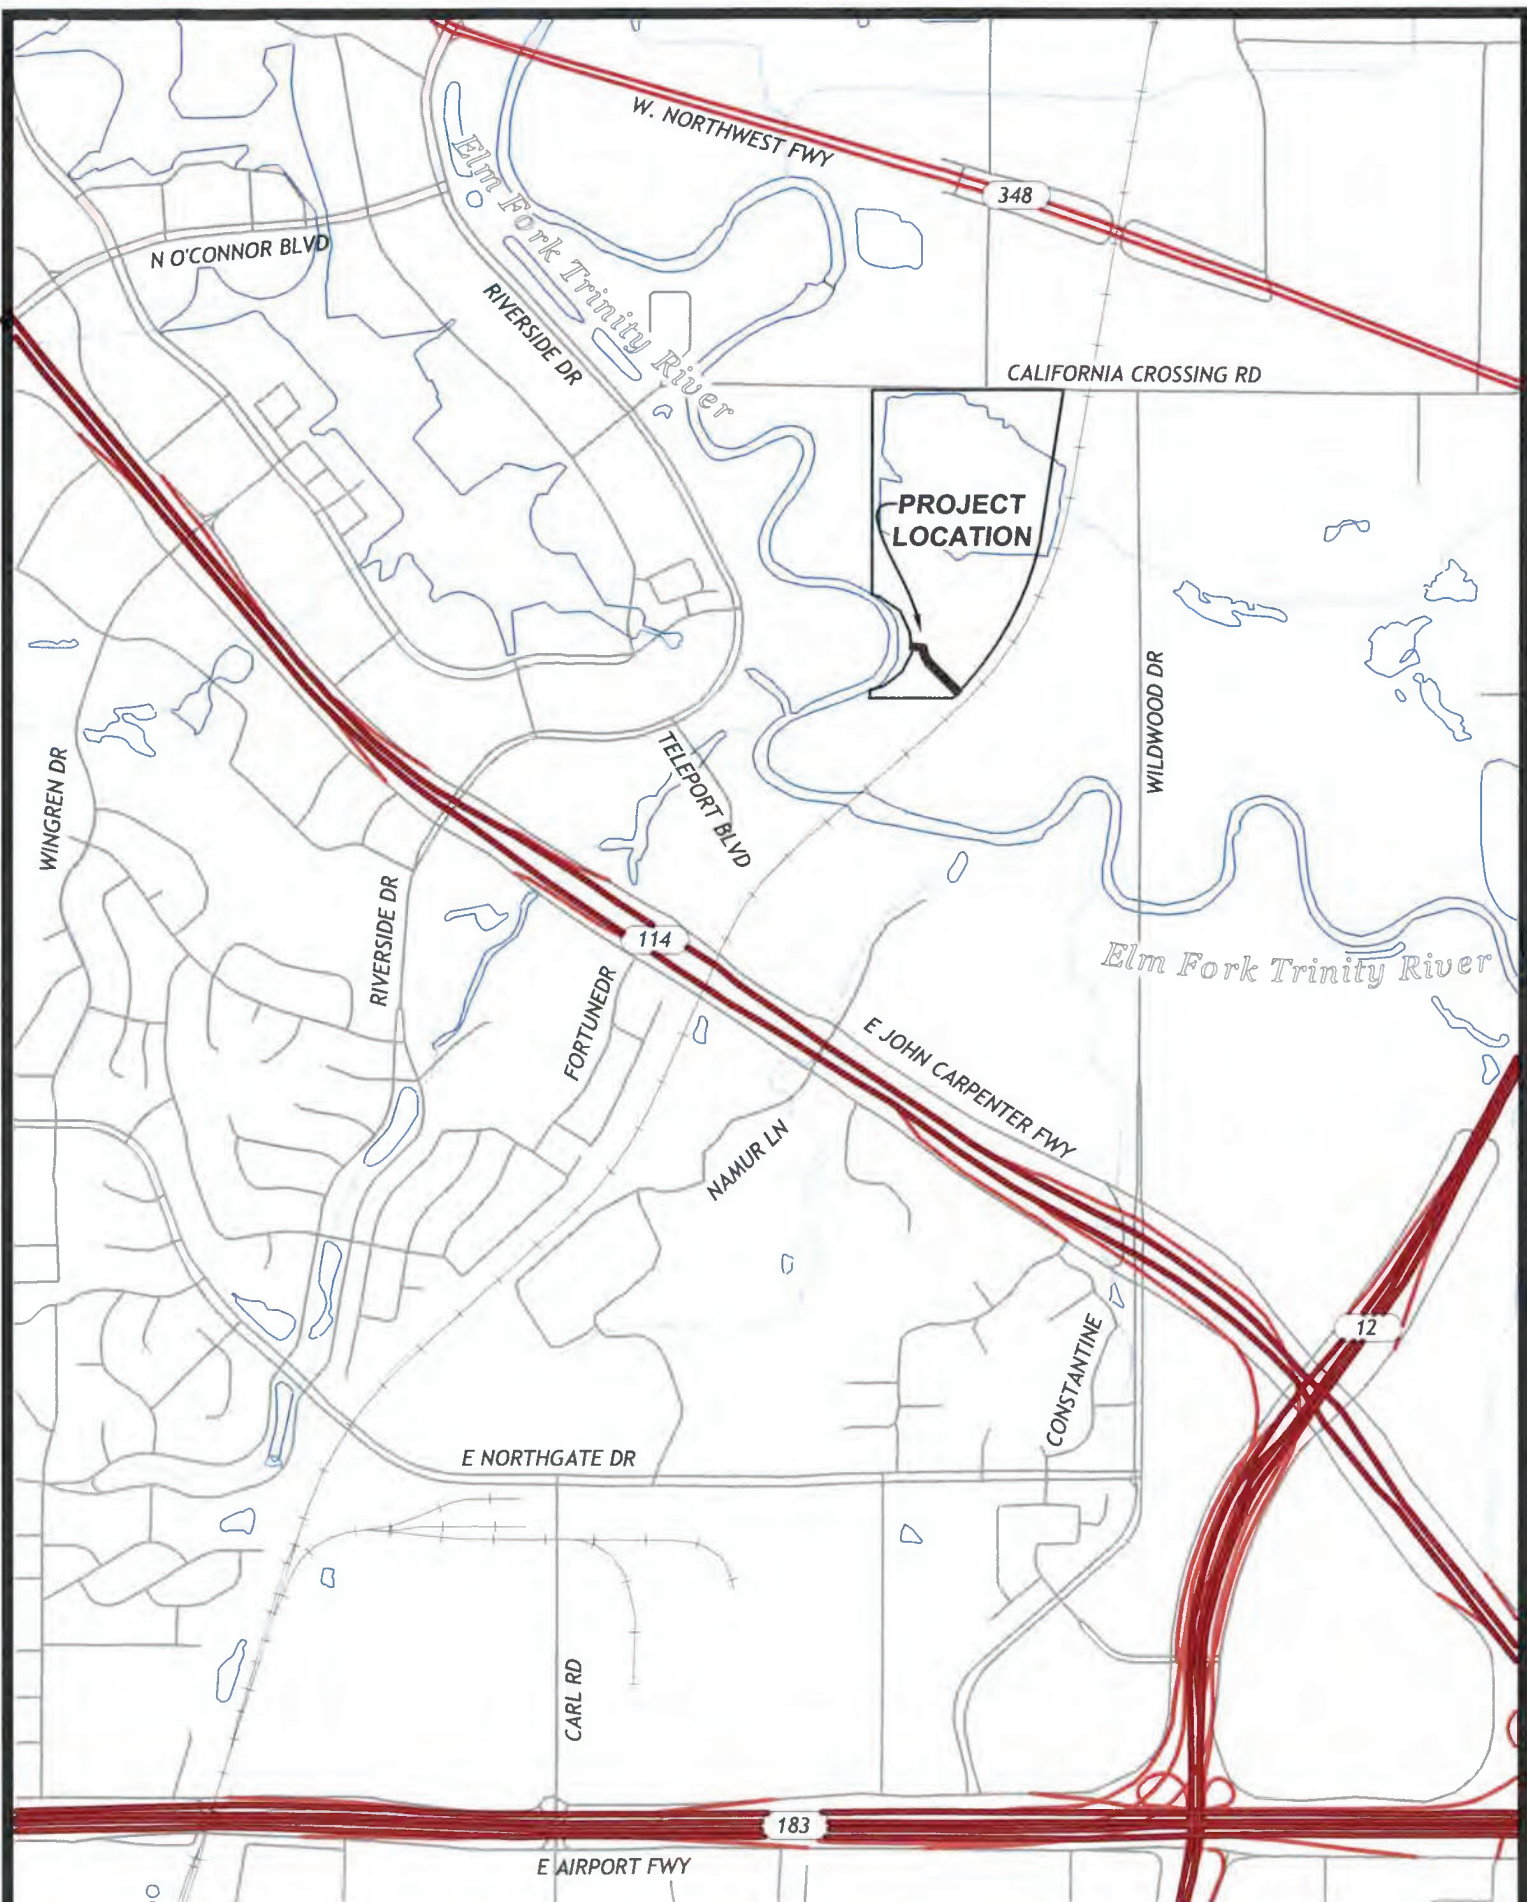 W. NORTHWEST FWY
348
Elm Fork Trinity River
N O'CONNOR BLVD
RIVERSIDE DR
CALIFORNIA CROSSING RD
PROJECT
LOCATION
WILDWOOD DR
TELEPORT BLVD
WINGREN DR
RIVERSIDE DR
114
Elm Fork Trinity River
FORTUNEDR
E JOHN CARPENTER FWY
NAMUR LN
12
CONSTANTINE
E NORTHGATE DR
CARL RD
183
E AIRPORT FWY